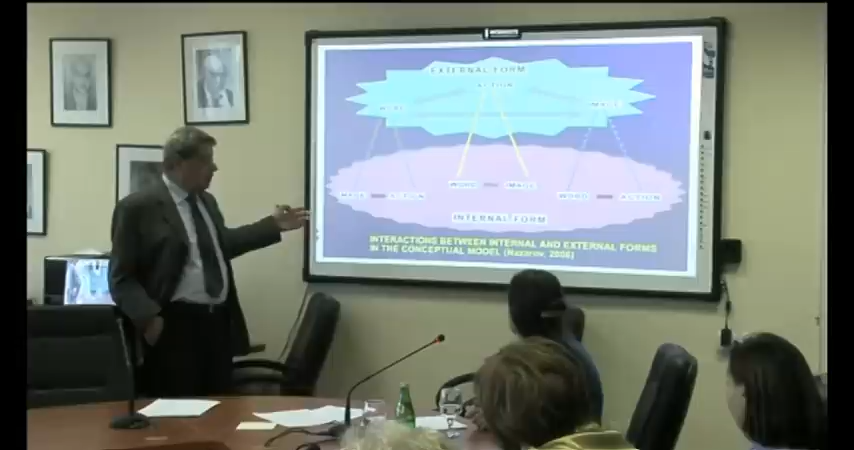 EXTERNAL FORM
ACTION
WORD
IMAGE
WORD IMAGE
IMAGE ACTION
WORD ACTION
INTERNAL FORM
INTERACTIONS BETWEEN INTERNAL AND EXTERNAL FORMS
IN THE CONCEPTUAL MODEL (Nazarov, 2008)